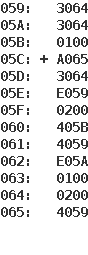 059: 3064
05A: 3064
05B: 0100
05C: + A065
05D: 3064
05E: E059
05F: 0200
060: 405B
061: 4059
062: E05A
063: 0100
064: 0200
065: 4059